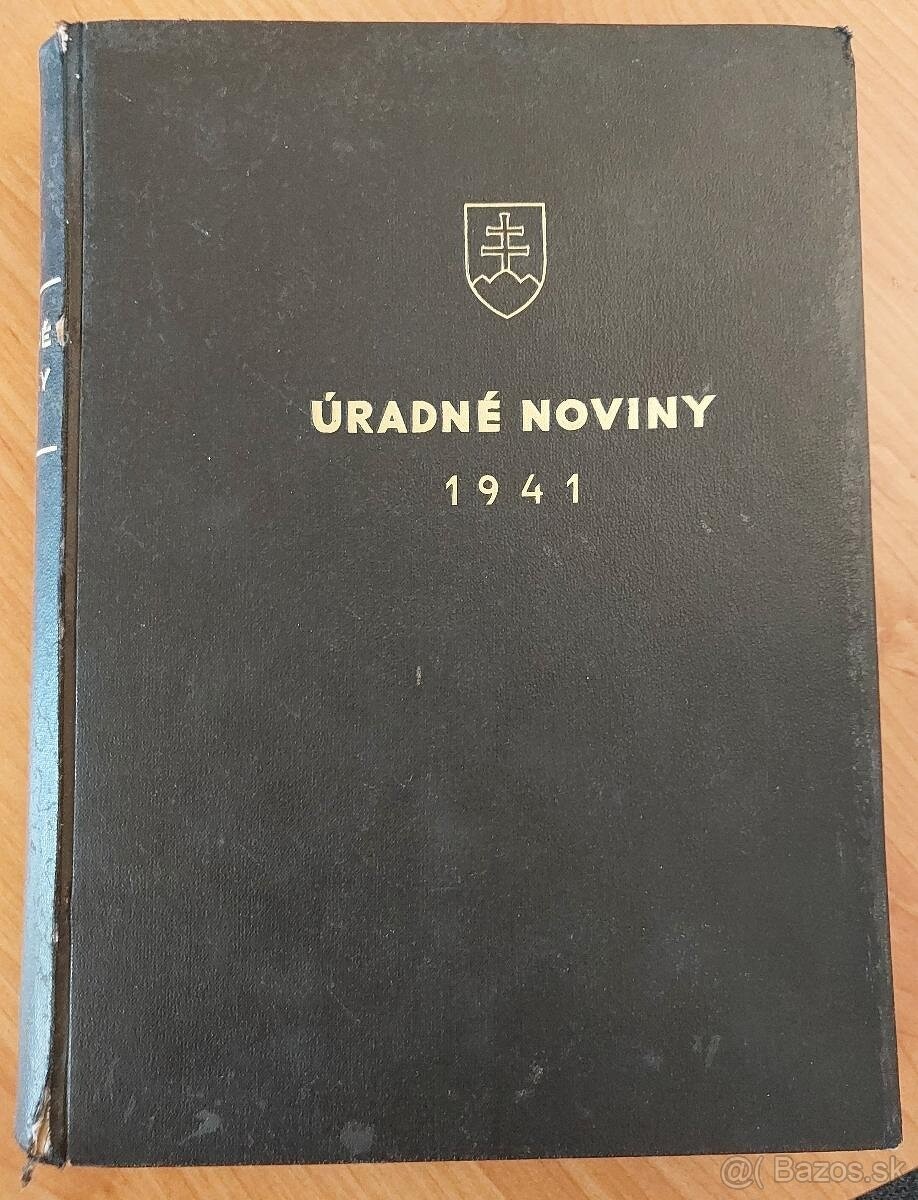 ÚRADNÉ NOVINY
1941
@( Bazos.sk